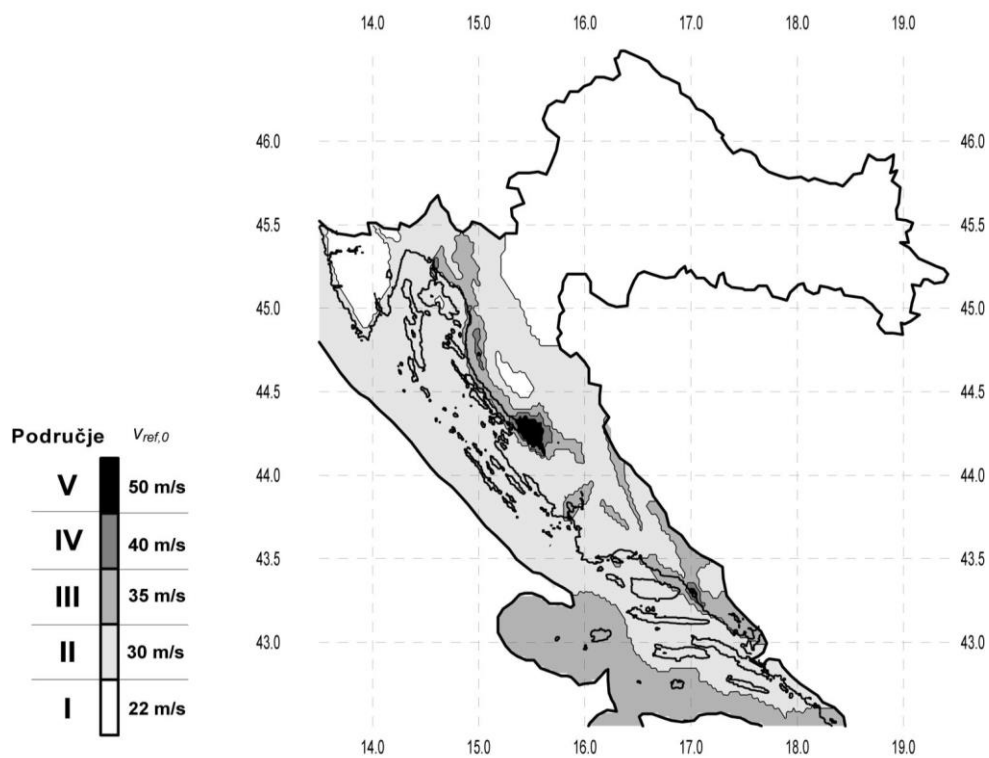 14.0 15.0 16.0 17.0 18.0 19.0
46.0 46.0
45.5 45.5
45.0 45.0
44.5 44.5
44.0 44.0
43.5 43.5
43.0 43.0
14.0 15.0 16.0 17.0 18.0 19.0
Područje Vref,0
V 50 m/s
IV 40 m/s
III 35 m/s
II 30 m/s
I 22 m/s